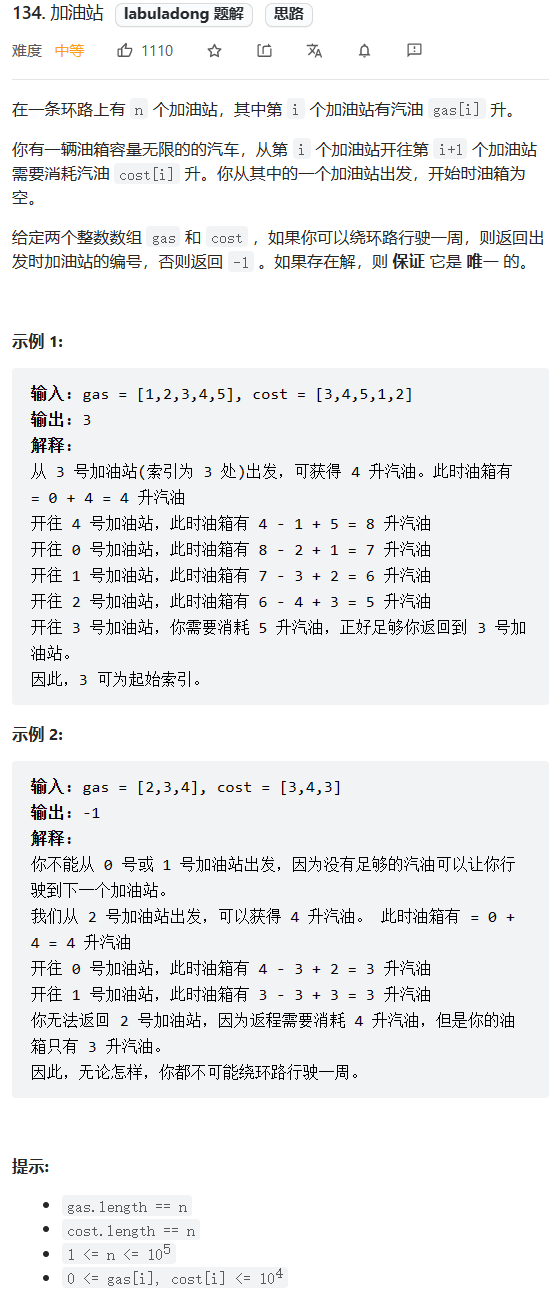 134. 加油站 labuladong 题解 思路
难度 中等 1110
在一条环路上有 n 个加油站，其中第 i 个加油站有汽油 gas[i] 升。
你有一辆油箱容量无限的的汽车，从第 i 个加油站开往第 i+1 个加油站
需要消耗汽油 cost[i] 升。你从其中的一个加油站出发，开始时油箱为
空。
给定两个整数数组 gas 和 cost ，如果你可以绕环路行驶一周，则返回出
发时加油站的编号，否则返回 -1 。如果存在解，则 保证 它是 唯一 的。
示例 1:
输入: gas = [1,2,3,4,5], cost = [3,4,5,1,2]
输出: 3
解释:
从 3 号加油站(索引为 3 处)出发，可获得 4 升汽油。此时油箱有
= 0 + 4 = 4 升汽油
开往 4 号加油站，此时油箱有 4 - 1 + 5 = 8 升汽油
开往 0 号加油站，此时油箱有 8 - 2 + 1 = 7 升汽油
开往 1 号加油站，此时油箱有 7 - 3 + 2 = 6 升汽油
开往 2 号加油站，此时油箱有 6 - 4 + 3 = 5 升汽油
开往 3 号加油站，你需要消耗 5 升汽油，正好足够你返回到 3 号加
油站。
因此，3 可为起始索引。
示例 2:
输入: gas = [2,3,4], cost = [3,4,3]
输出: -1
解释:
你不能从 0 号或 1 号加油站出发，因为没有足够的汽油可以让你行
驶到下一个加油站。
我们从 2 号加油站出发，可以获得 4 升汽油。 此时油箱有 = 0 +
4 = 4 升汽油
开往 0 号加油站，此时油箱有 4 - 3 + 2 = 3 升汽油
开往 1 号加油站，此时油箱有 3 - 3 + 3 = 3 升汽油
你无法返回 2 号加油站，因为返程需要消耗 4 升汽油，但是你的油
箱只有 3 升汽油。
因此，无论怎样，你都不可能绕环路行驶一周。
提示:
• gas.length == n
• cost.length == n
• 1 <= n <= 10⁵
• 0 <= gas[i], cost[i] <= 10⁴